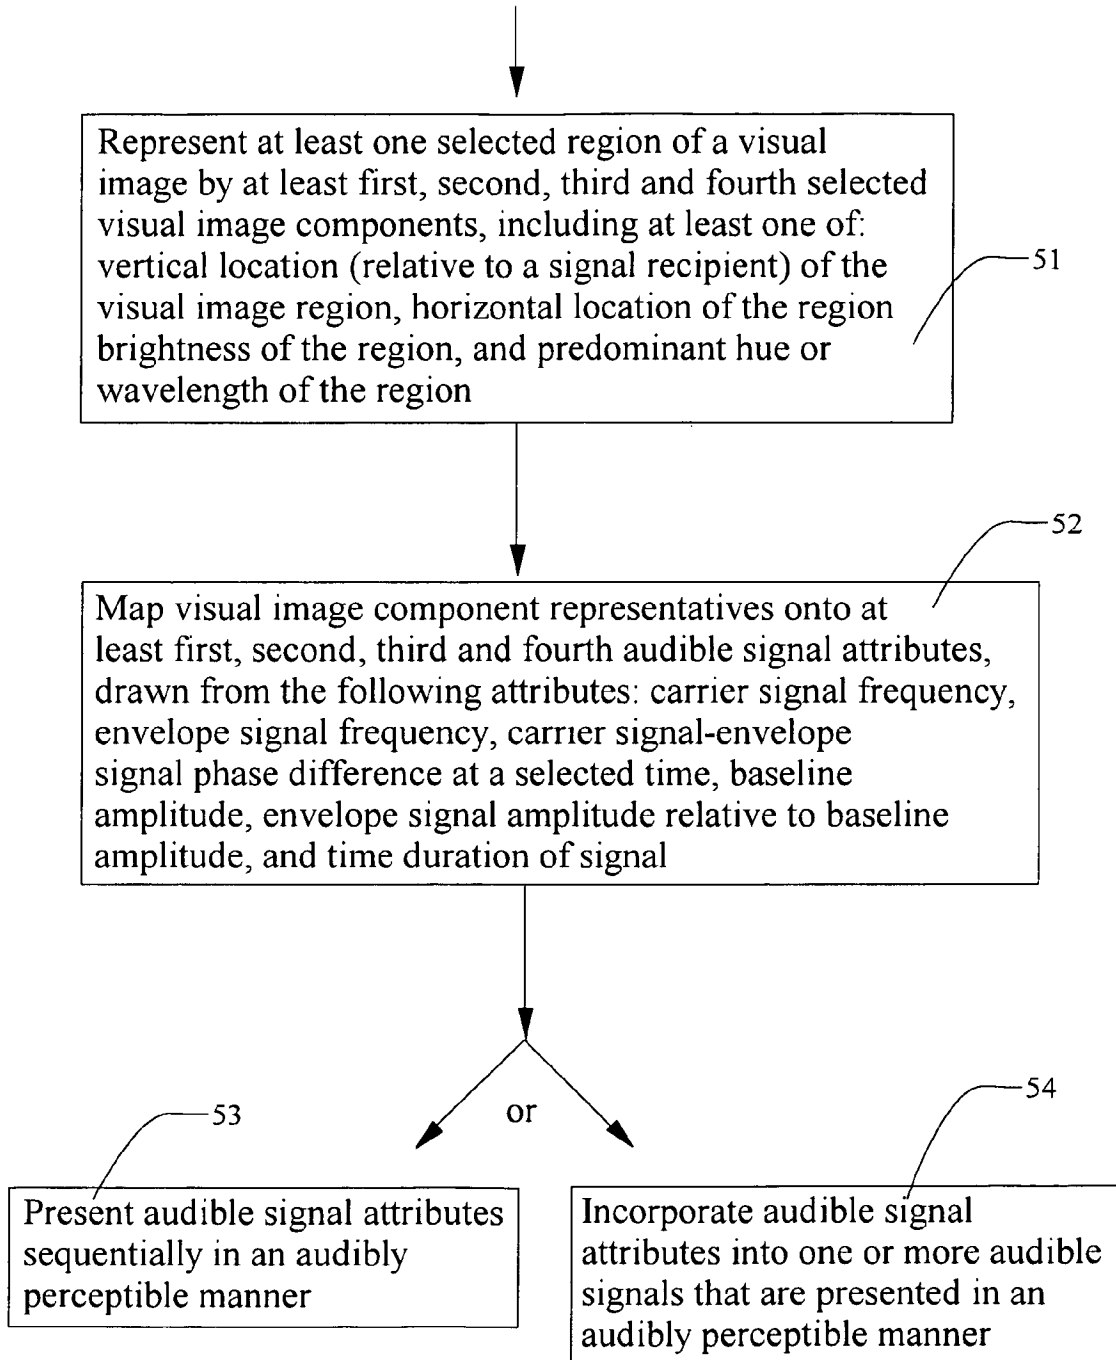 Represent at least one selected region of a visual
image by at least first, second, third and fourth selected
visual image components, including at least one of:
vertical location (relative to a signal recipient) of the
visual image region, horizontal location of the region
brightness of the region, and predominant hue or
wavelength of the region
51
52
Map visual image component representatives onto at
least first, second, third and fourth audible signal attributes,
drawn from the following attributes: carrier signal frequency,
envelope signal frequency, carrier signal-envelope
signal phase difference at a selected time, baseline
amplitude, envelope signal amplitude relative to baseline
amplitude, and time duration of signal
or
53
Present audible signal attributes
sequentially in an audibly
perceptible manner
54
Incorporate audible signal
attributes into one or more audible
signals that are presented in an
audibly perceptible manner